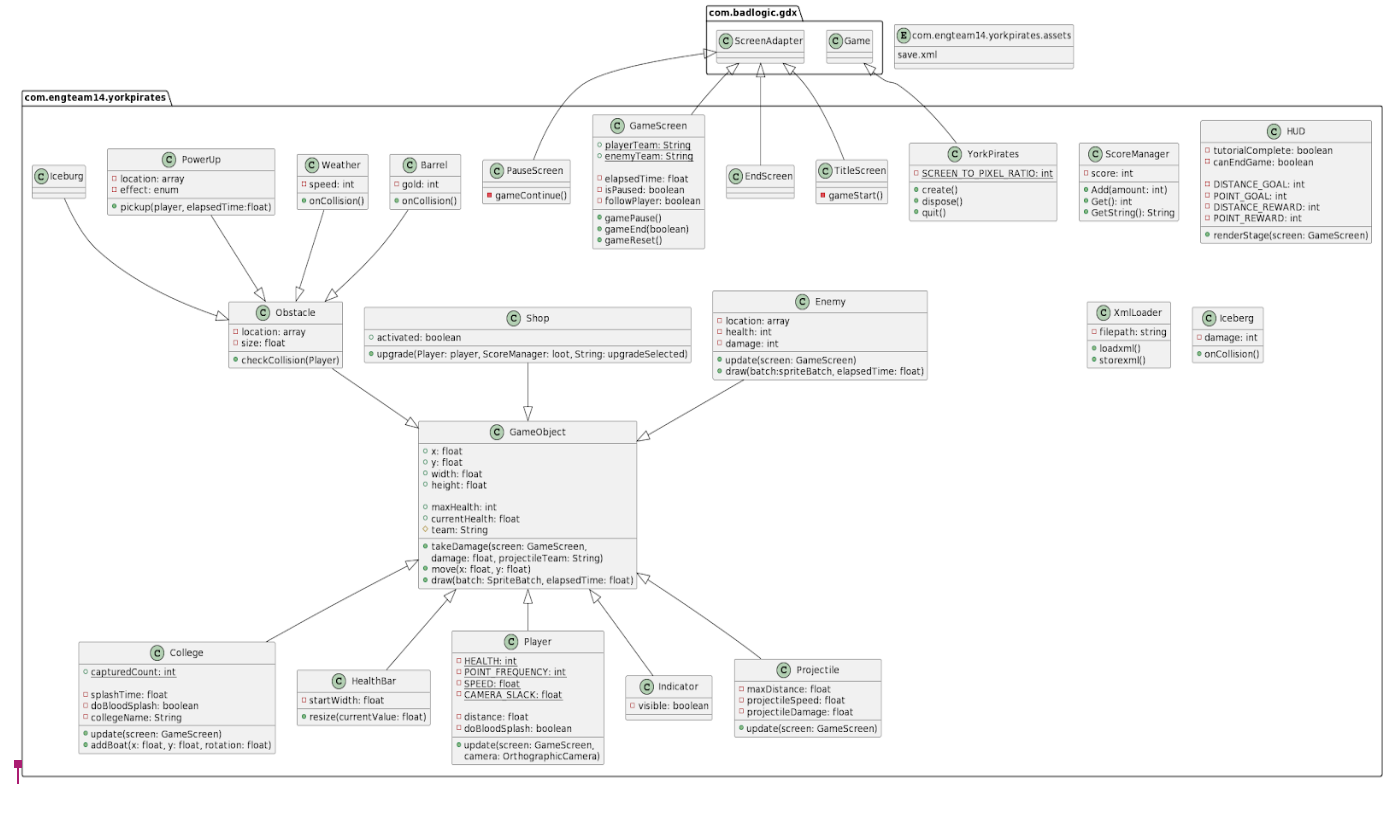 com.badlogic.gdx
C ScreenAdapter
C Game
E com.engteam14.yorkpirates.assets
save.xml
com.engteam14.yorkpirates
C Iceburg
C PowerUp
location: array
effect: enum
pickup(player, elapsedTime:float)
C Weather
speed: int
onCollision()
C Barrel
gold: int
onCollision()
C PauseScreen
gameContinue()
C GameScreen
playerTeam: String
enemyTeam: String
elapsedTime: float
isPaused: boolean
followPlayer: boolean
gamePause()
gameEnd(boolean)
gameReset()
C EndScreen
C TitleScreen
gameStart()
C YorkPirates
SCREEN_TO_PIXEL_RATIO: int
create()
dispose()
quit()
C ScoreManager
score: int
Add(amount: int)
Get(): int
GetString(): String
C HUD
tutorialComplete: boolean
canEndGame: boolean
DISTANCE_GOAL: int
POINT_GOAL: int
DISTANCE_REWARD: int
POINT_REWARD: int
renderStage(screen: GameScreen)
C Obstacle
location: array
size: float
checkCollision(Player)
C Shop
activated: boolean
upgrade(Player: player, ScoreManager: loot, String: upgradeSelected)
C Enemy
location: array
health: int
damage: int
update(screen: GameScreen)
draw(batch:spriteBatch, elapsedTime: float)
C XmlLoader
filepath: string
loadxml()
storexml()
C Iceberg
damage: int
onCollision()
C GameObject
x: float
y: float
width: float
height: float
maxHealth: int
currentHealth: float
team: String
takeDamage(screen: GameScreen,
damage: float, projectileTeam: String)
move(x: float, y: float)
draw(batch: SpriteBatch, elapsedTime: float)
C College
capturedCount: int
splashTime: float
doBloodSplash: boolean
collegeName: String
update(screen: GameScreen)
addBoat(x: float, y: float, rotation: float)
C HealthBar
startWidth: float
resize(currentValue: float)
C Player
HEALTH: int
POINT_FREQUENCY: int
SPEED: float
CAMERA_SLACK: float
distance: float
doBloodSplash: boolean
update(screen: GameScreen,
camera: OrthographicCamera)
C Indicator
visible: boolean
C Projectile
maxDistance: float
projectileSpeed: float
projectileDamage: float
update(screen: GameScreen)